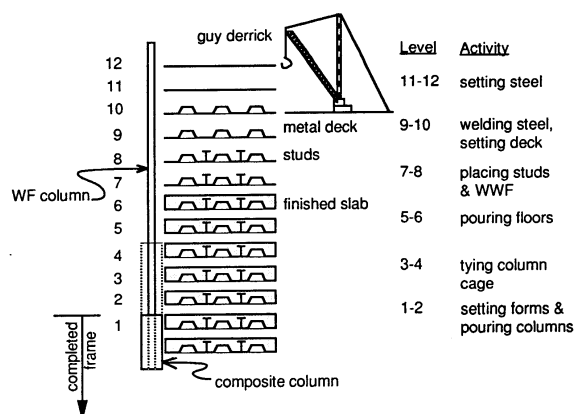 guy derrick
12
11
10
9
8
7
6
5
4
3
2
1
metal deck
studs
finished slab
WF column
completed
frame
composite column
Level Activity
11-12 setting steel
9-10 welding steel,
setting deck
7-8 placing studs
& WWF
5-6 pouring floors
3-4 tying column
cage
1-2 setting forms &
pouring columns